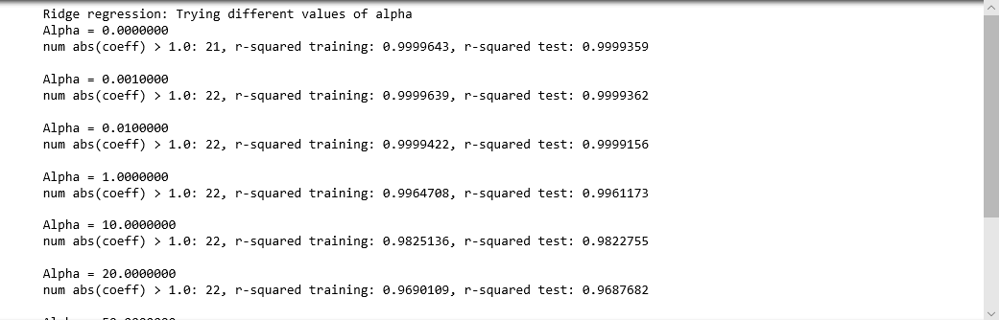 Ridge regression: Trying different values of alpha
Alpha = 0.0000000
num abs(coeff) > 1.0: 21, r-squared training: 0.9999643, r-squared test: 0.9999359
Alpha = 0.0010000
num abs(coeff) > 1.0: 22, r-squared training: 0.9999639, r-squared test: 0.9999362
Alpha = 0.0100000
num abs(coeff) > 1.0: 22, r-squared training: 0.9999422, r-squared test: 0.9999156
Alpha = 1.0000000
num abs(coeff) > 1.0: 22, r-squared training: 0.9964708, r-squared test: 0.9961173
Alpha = 10.0000000
num abs(coeff) > 1.0: 22, r-squared training: 0.9825136, r-squared test: 0.9822755
Alpha = 20.0000000
num abs(coeff) > 1.0: 22, r-squared training: 0.9690109, r-squared test: 0.9687682